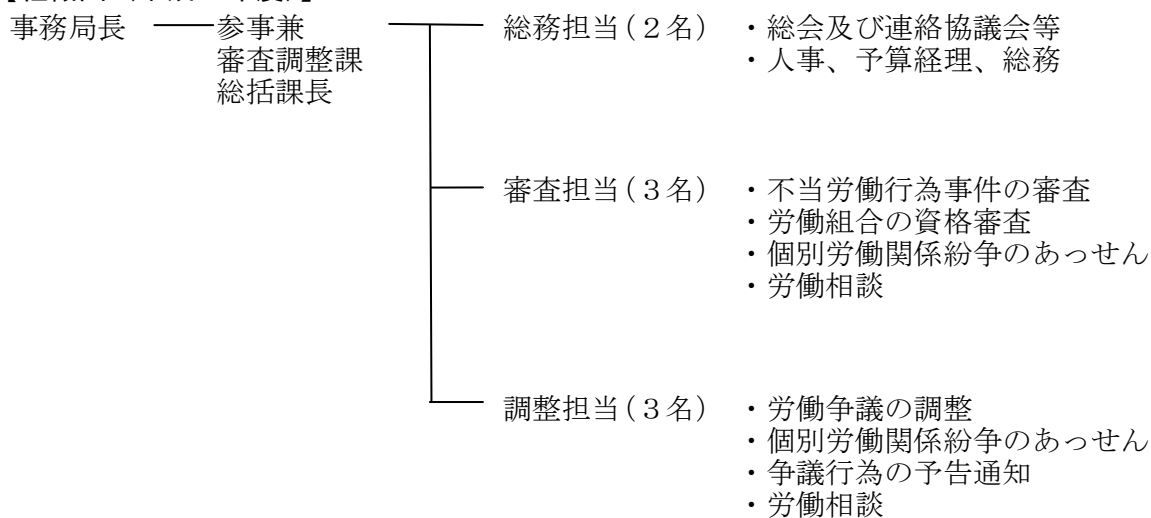 事務局長 参事兼 総務担当(2名) ・総会及び連絡協議会等
審査調整課 ・人事、予算経理、総務
総括課長
審査担当(3名) ・不当労働行為事件の審査
・労働組合の資格審査
・個別労働関係紛争のあっせん
・労働相談
調整担当(3名) ・労働争議の調整
・個別労働関係紛争のあっせん
・争議行為の予告通知
・労働相談